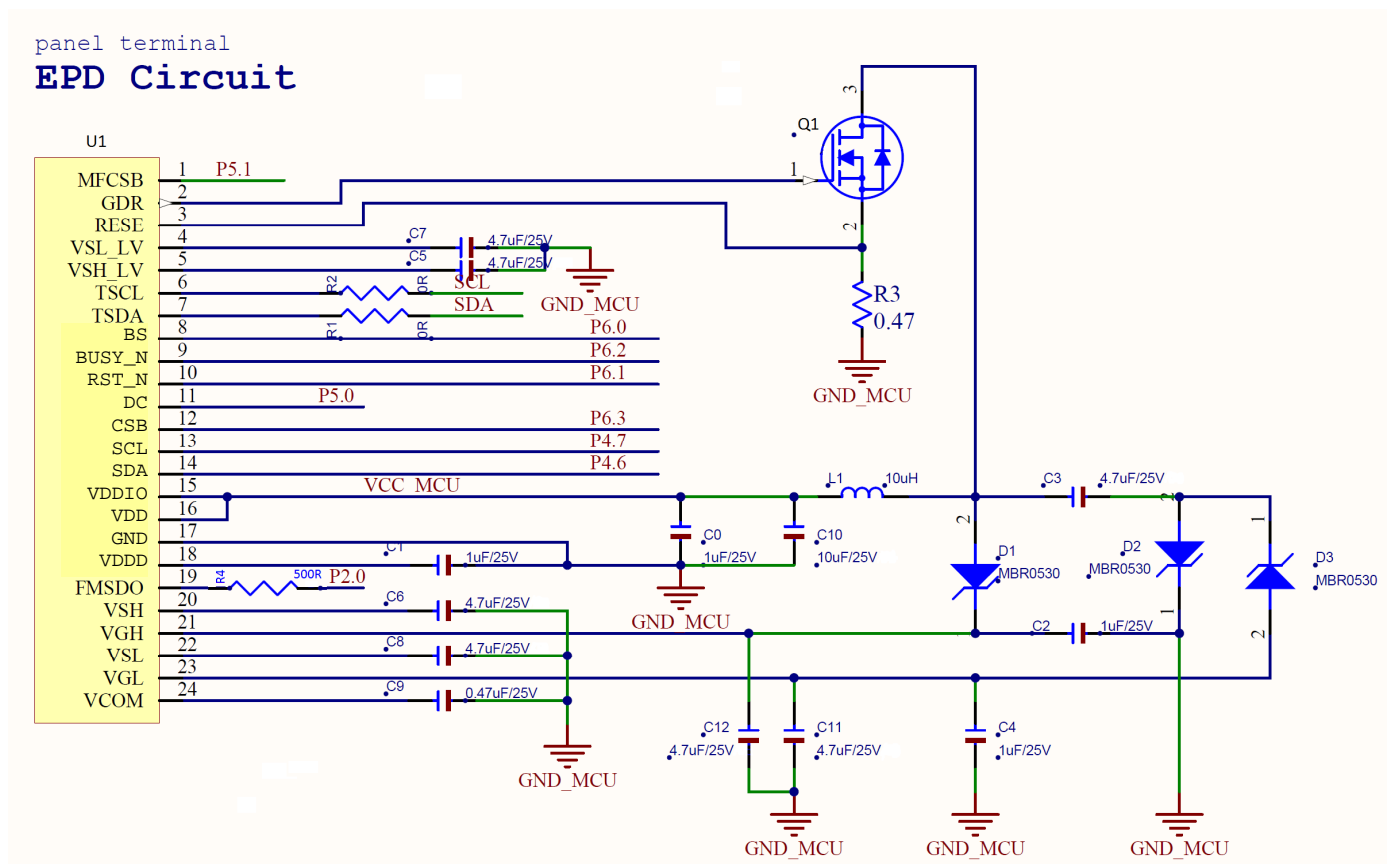 panel terminal
EPD Circuit
U1
MFCSB 1 P5.1
GDR 2
RESE 3
VSL_LV 4
VSH_LV 5
TSCL 6
TSDA 7
BS 8 P6.0
BUSY_N 9 P6.2
RST_N 10 P6.1
DC 11 P5.0
CSB 12 P6.3
SCL 13 P4.7
SDA 14 P4.6
VDDIO 15 VCC_MCU
VDD 16
GND 17
VDDD 18
FMSDO 19
VSH 20
VGH 21
VSL 22
VGL 23
VCOM 24
C7 4.7uF/25V
C5 4.7uF/25V
GND_MCU
R2 0R SCL
R1 0R SDA
Q1
3
1
2
R3
0.47
GND_MCU
C1 1uF/25V
R4 500R P2.0
C6 4.7uF/25V
C8 4.7uF/25V
C9 0.47uF/25V
GND_MCU
C0
1uF/25V
C10
10uF/25V
GND_MCU
L1 10uH
C3 4.7uF/25V
2
D1
MBR0530
2
D2
MBR0530
1
1
D3
MBR0530
2
C2 1uF/25V
C12
4.7uF/25V
C11
4.7uF/25V
GND_MCU
C4
1uF/25V
GND_MCU
GND_MCU